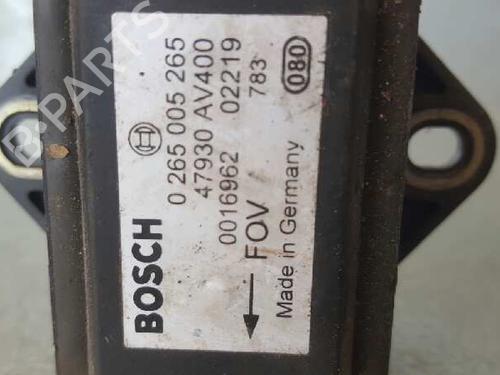 BOSCH
0 265 005 265
47930 AV400
0016962 02219
FOV 783
Made in Germany 080
B-PARTS